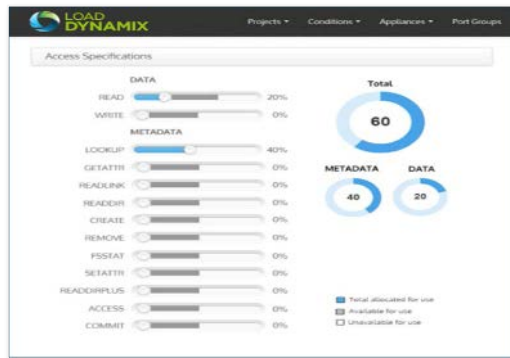 LOAD DYNAMIX
Projects Conditions Appliances Port Groups
Access Specifications
DATA
READ 20%
WRITE 0%
METADATA
LOOKUP 40%
GETATTR 0%
READLINK 0%
READDIR 0%
CREATE 0%
REMOVE 0%
FSSTAT 0%
SETATTR 0%
READDIRPLUS 0%
ACCESS 0%
COMMIT 0%
Total
60
METADATA DATA
40 20
Total allocated for use
Available for use
Unavailable for use